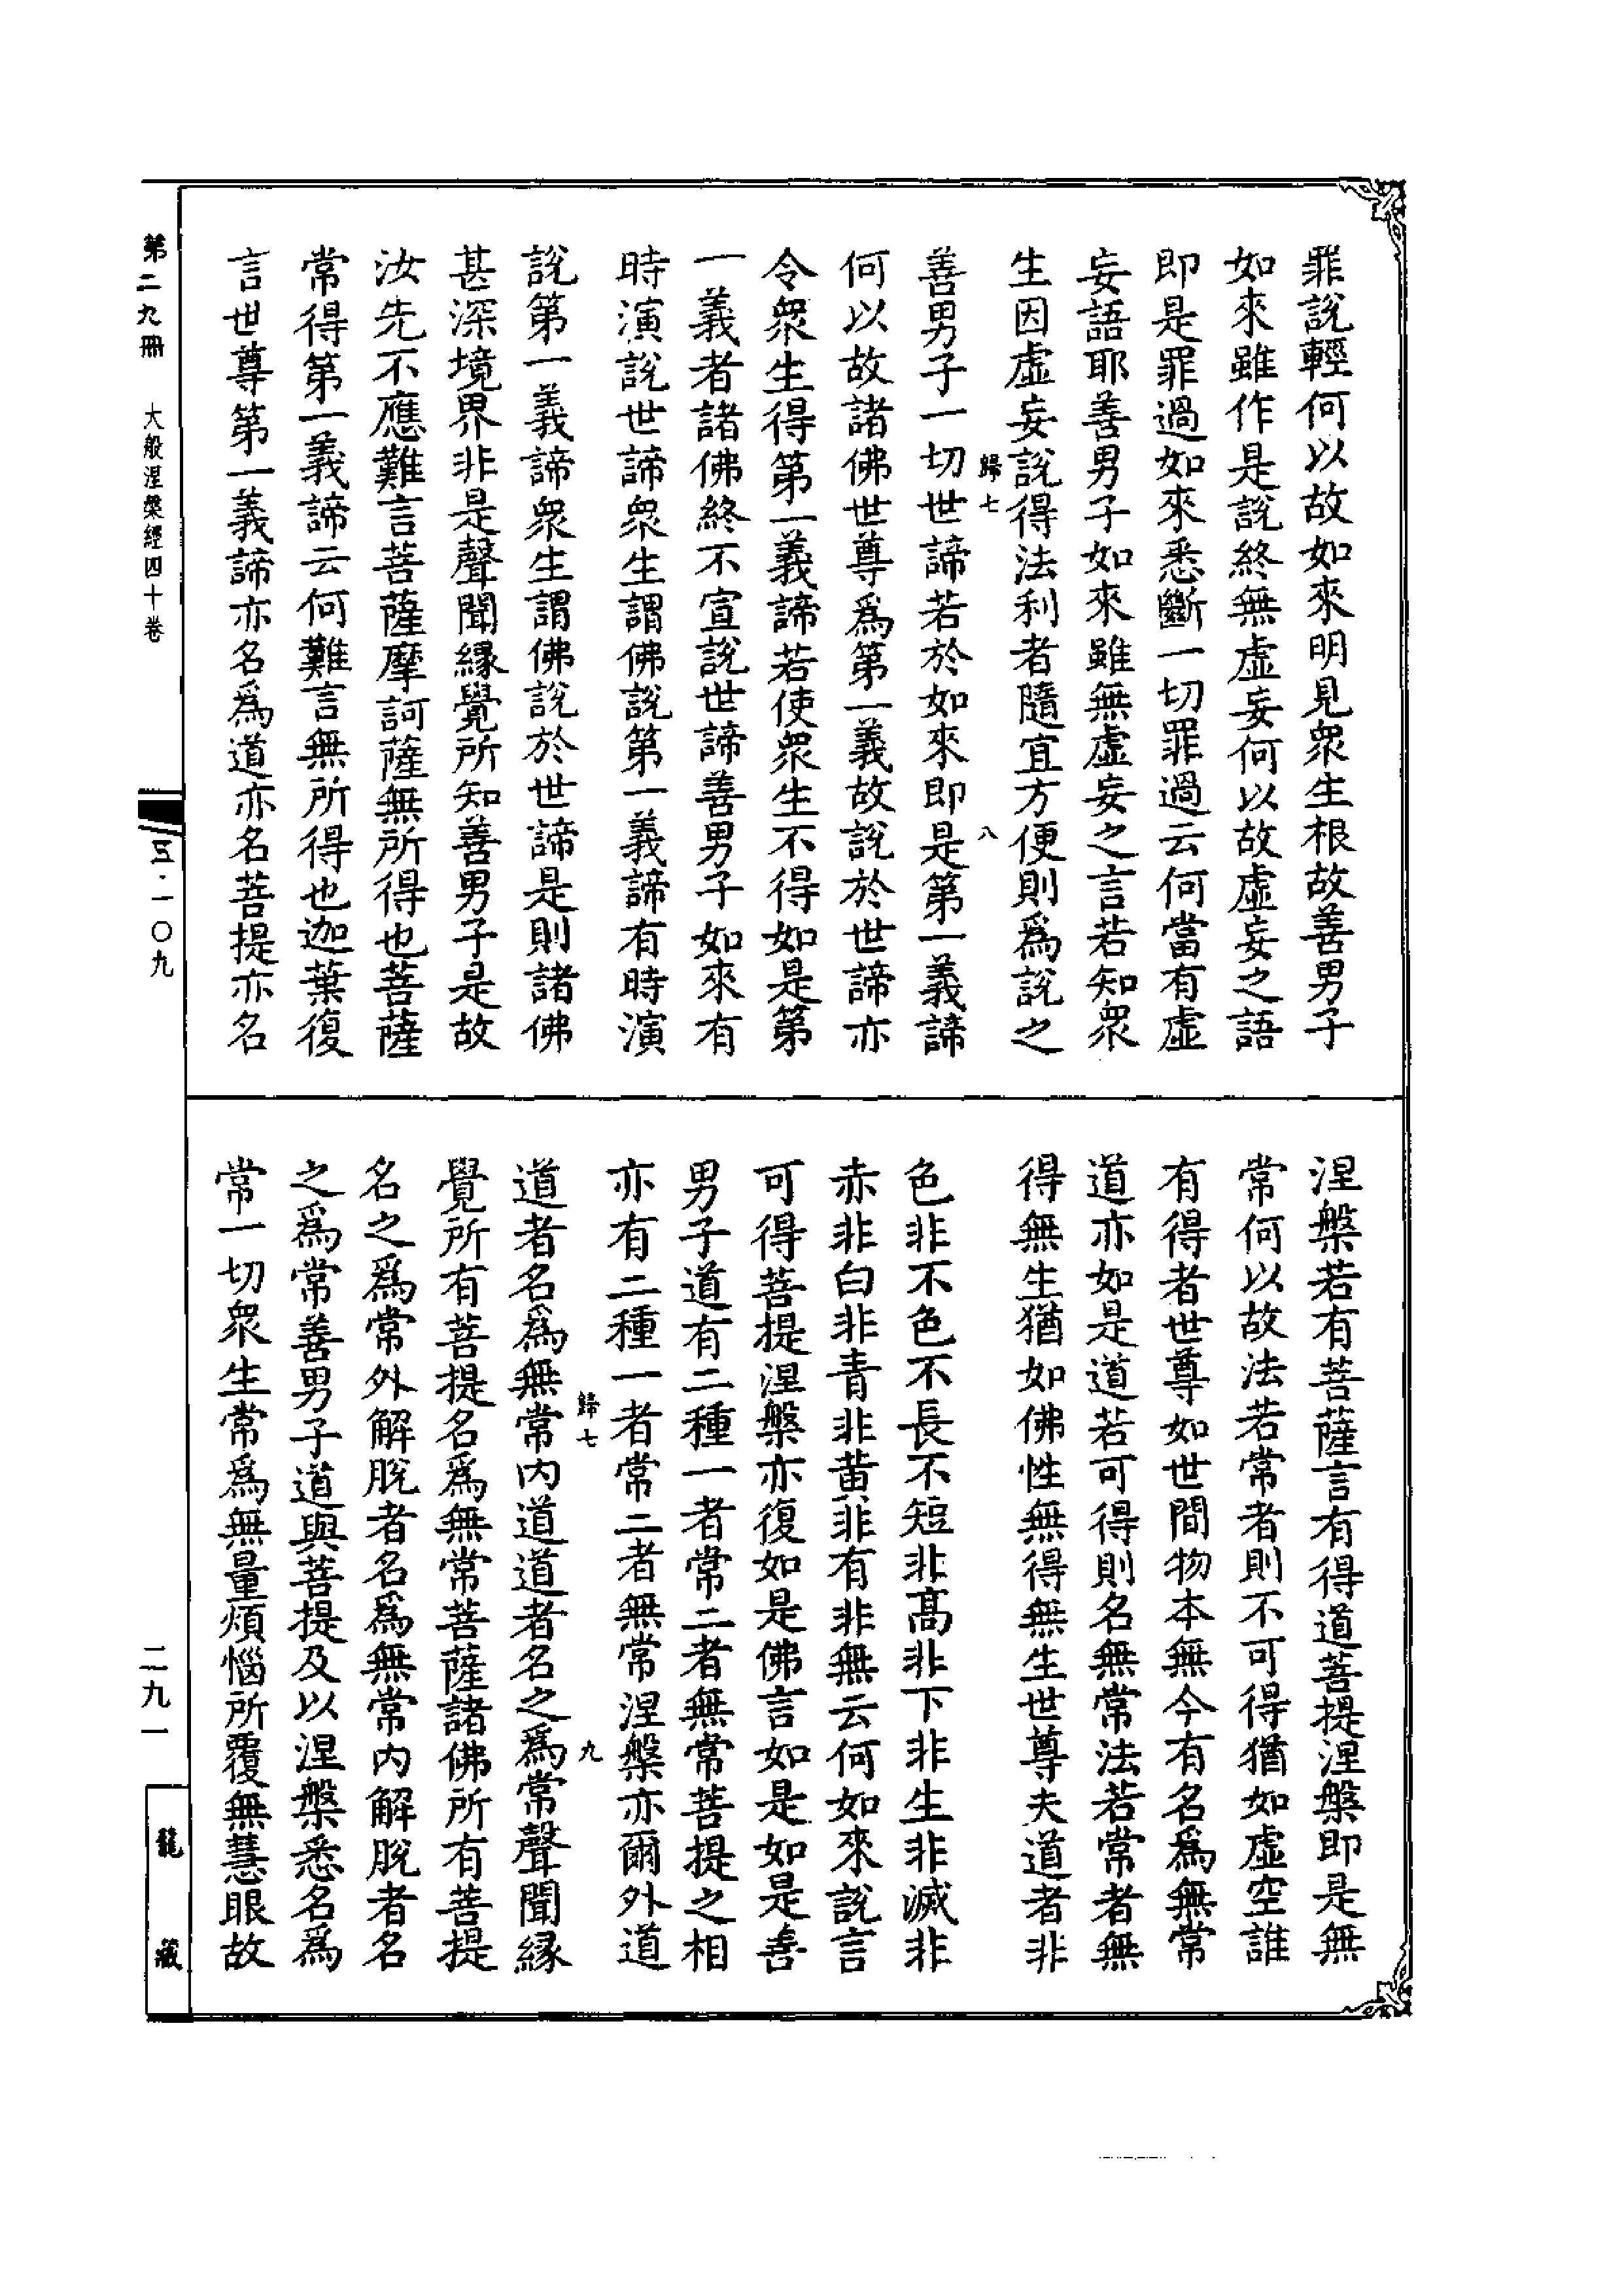 罪說輕何以故如來明見衆生根故善男子
如來雖作是說終無虛妄何以故虛妄之語
即是罪過如來悉斷一切罪過云何當有虛
妄語耶善男子如來雖無虛妄之言若知衆
生因虛妄說得法利者隨宜方便則爲說之
歸七 八
善男子一切世諦若於如來即是第一義諦
何以故諸佛世尊爲第一義故說於世諦亦
令衆生得第一義諦若使衆生不得如是第
一義者諸佛終不宣說世諦善男子如來有
時演說世諦衆生謂佛說第一義諦有時演
說第一義諦衆生謂佛說於世諦是則諸佛
甚深境界非是聲聞緣覺所知善男子是故
汝先不應難言菩薩摩訶薩無所得也菩薩
常得第一義諦云何難言無所得也迦葉復
言世尊第一義諦亦名爲道亦名菩提亦名
涅槃若有菩薩言有得道菩提涅槃即是無
常何以故法若常者則不可得猶如虛空誰
有得者世尊如世間物本無今有名爲無常
道亦如是道若可得則名無常法若常者無
得無生猶如佛性無得無生世尊夫道者非
色非不色不長不短非高非下非生非滅非
赤非白非青非黃非有非無云何如來說言
可得菩提涅槃亦復如是佛言如是如是善
男子道有二種一者常二者無常菩提之相
亦有二種一者常二者無常涅槃亦爾外道
歸七 九
道者名爲無常內道道者名之爲常聲聞緣
覺所有菩提名爲無常菩薩諸佛所有菩提
名之爲常外解脫者名爲無常內解脫者名
之爲常善男子道與菩提及以涅槃悉名爲
常一切衆生常爲無量煩惱所覆無慧眼故
第二九冊 大般涅槃經四十卷 五·一〇九 二九一 龍藏